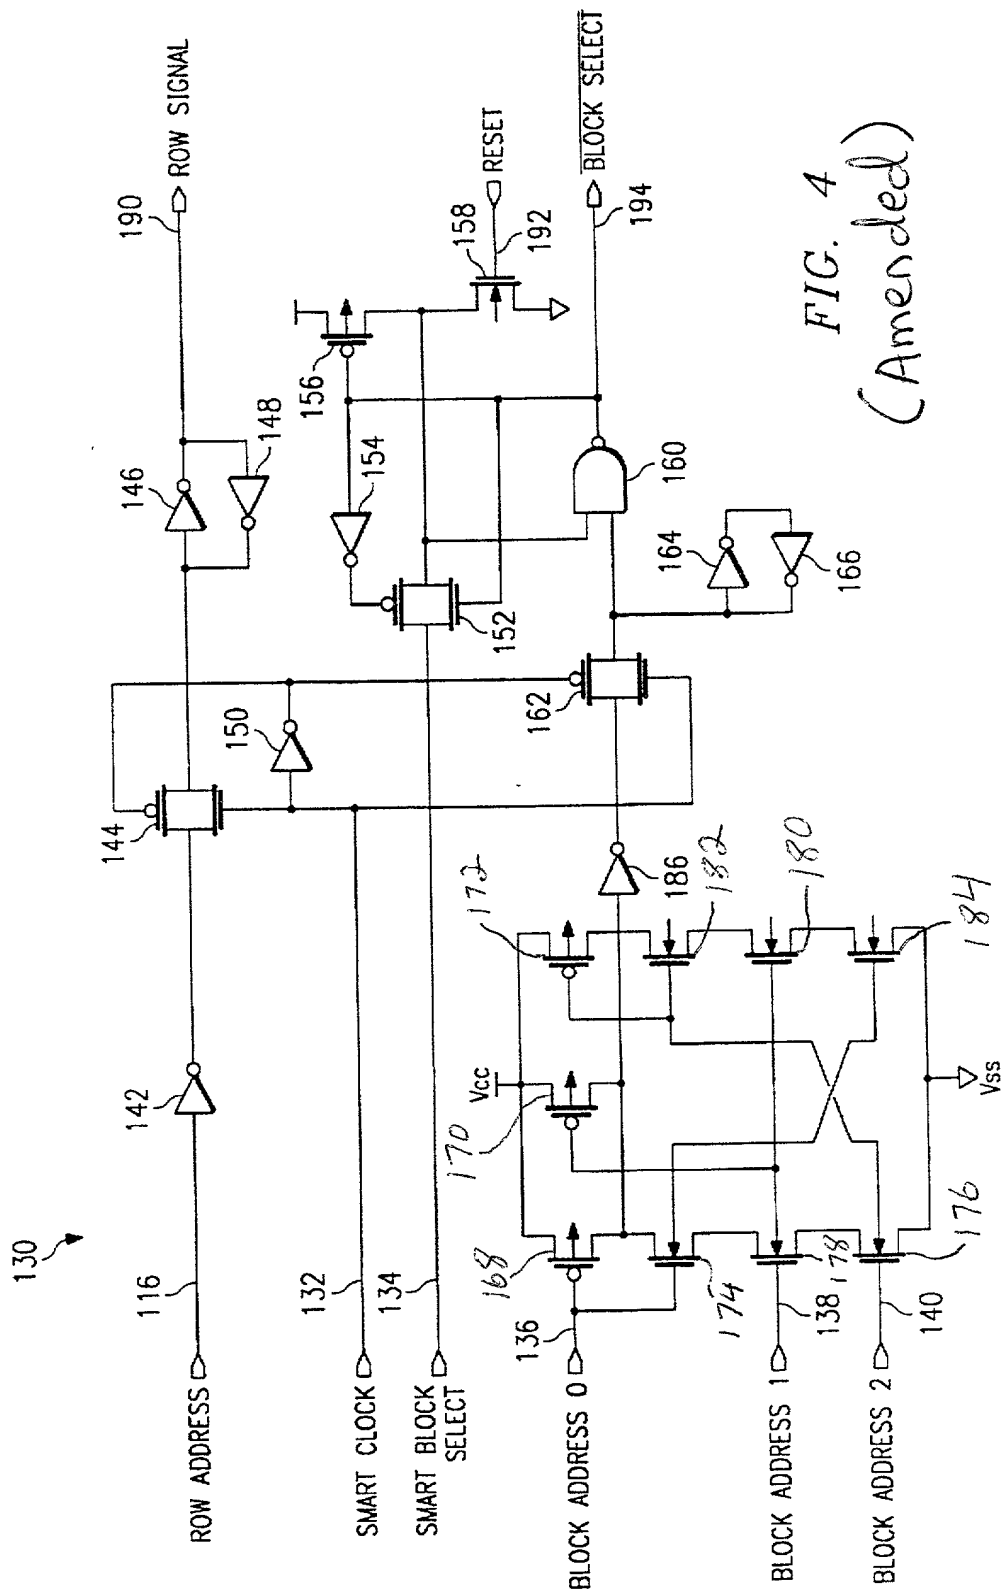 130
ROW ADDRESS
116
142
144
146
148
190
ROW SIGNAL
150
SMART CLOCK
132
SMART BLOCK
SELECT
134
152
154
156
158
192
RESET
BLOCK ADDRESS 0
136
168
170
Vcc
172
174
182
186
162
160
164
166
194
BLOCK SELECT
BLOCK ADDRESS 1
138
178
180
BLOCK ADDRESS 2
140
176
184
Vss
FIG. 4
(Amended)